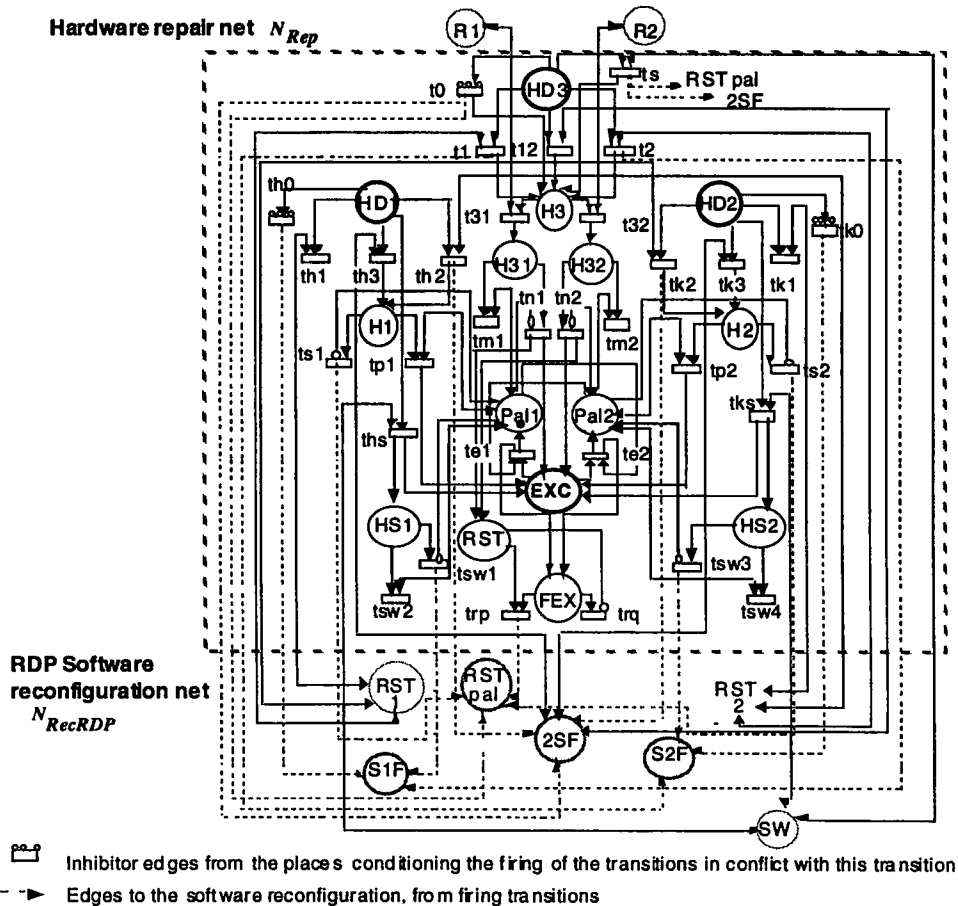 Hardware repair net N Rep
R1
R2
ts
RST pal
2SF
t0
HD3
t1
t12
t2
th0
HD
H3
t31
t32
HD2
tk0
th1
th3
th2
H31
H32
tk2
tk3
tk1
tn1
tn2
H1
H2
tm1
tm2
ts1
tp1
tp2
ts2
Pal1
Pal2
tks
ths
te1
te2
EXC
HS1
RST
HS2
tsw1
tsw3
FEX
tsw2
trp
trq
tsw4
RDP Software
reconfiguration net
N RecRDP
RST
1
RST
pal
RST
2
2SF
S1F
S2F
SW
Inhibitor edges from the places conditioning the firing of the transitions in conflict with this transition
Edges to the software reconfiguration, from firing transitions